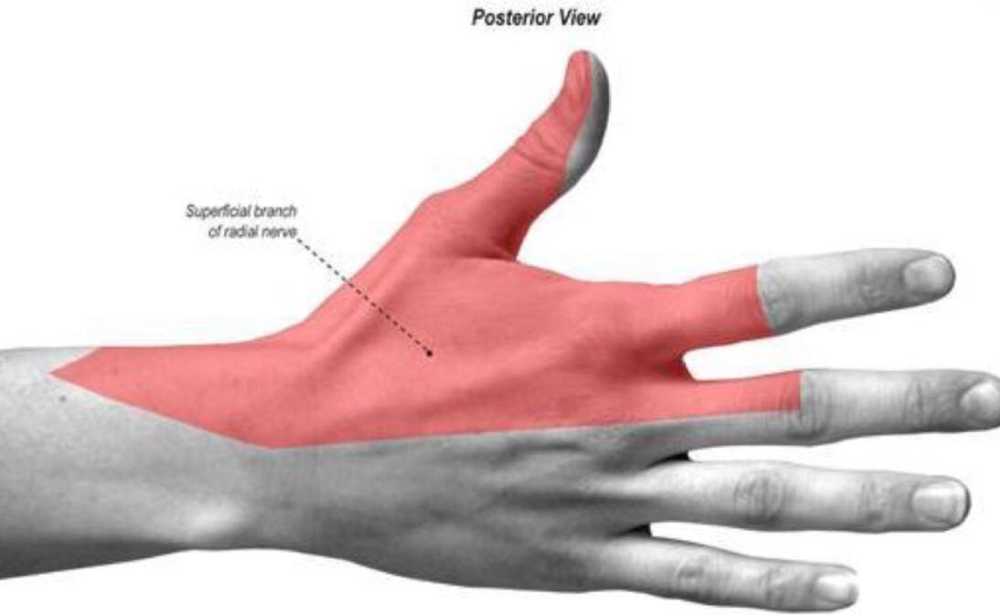 Posterior View
Superficial branch
of radial nerve